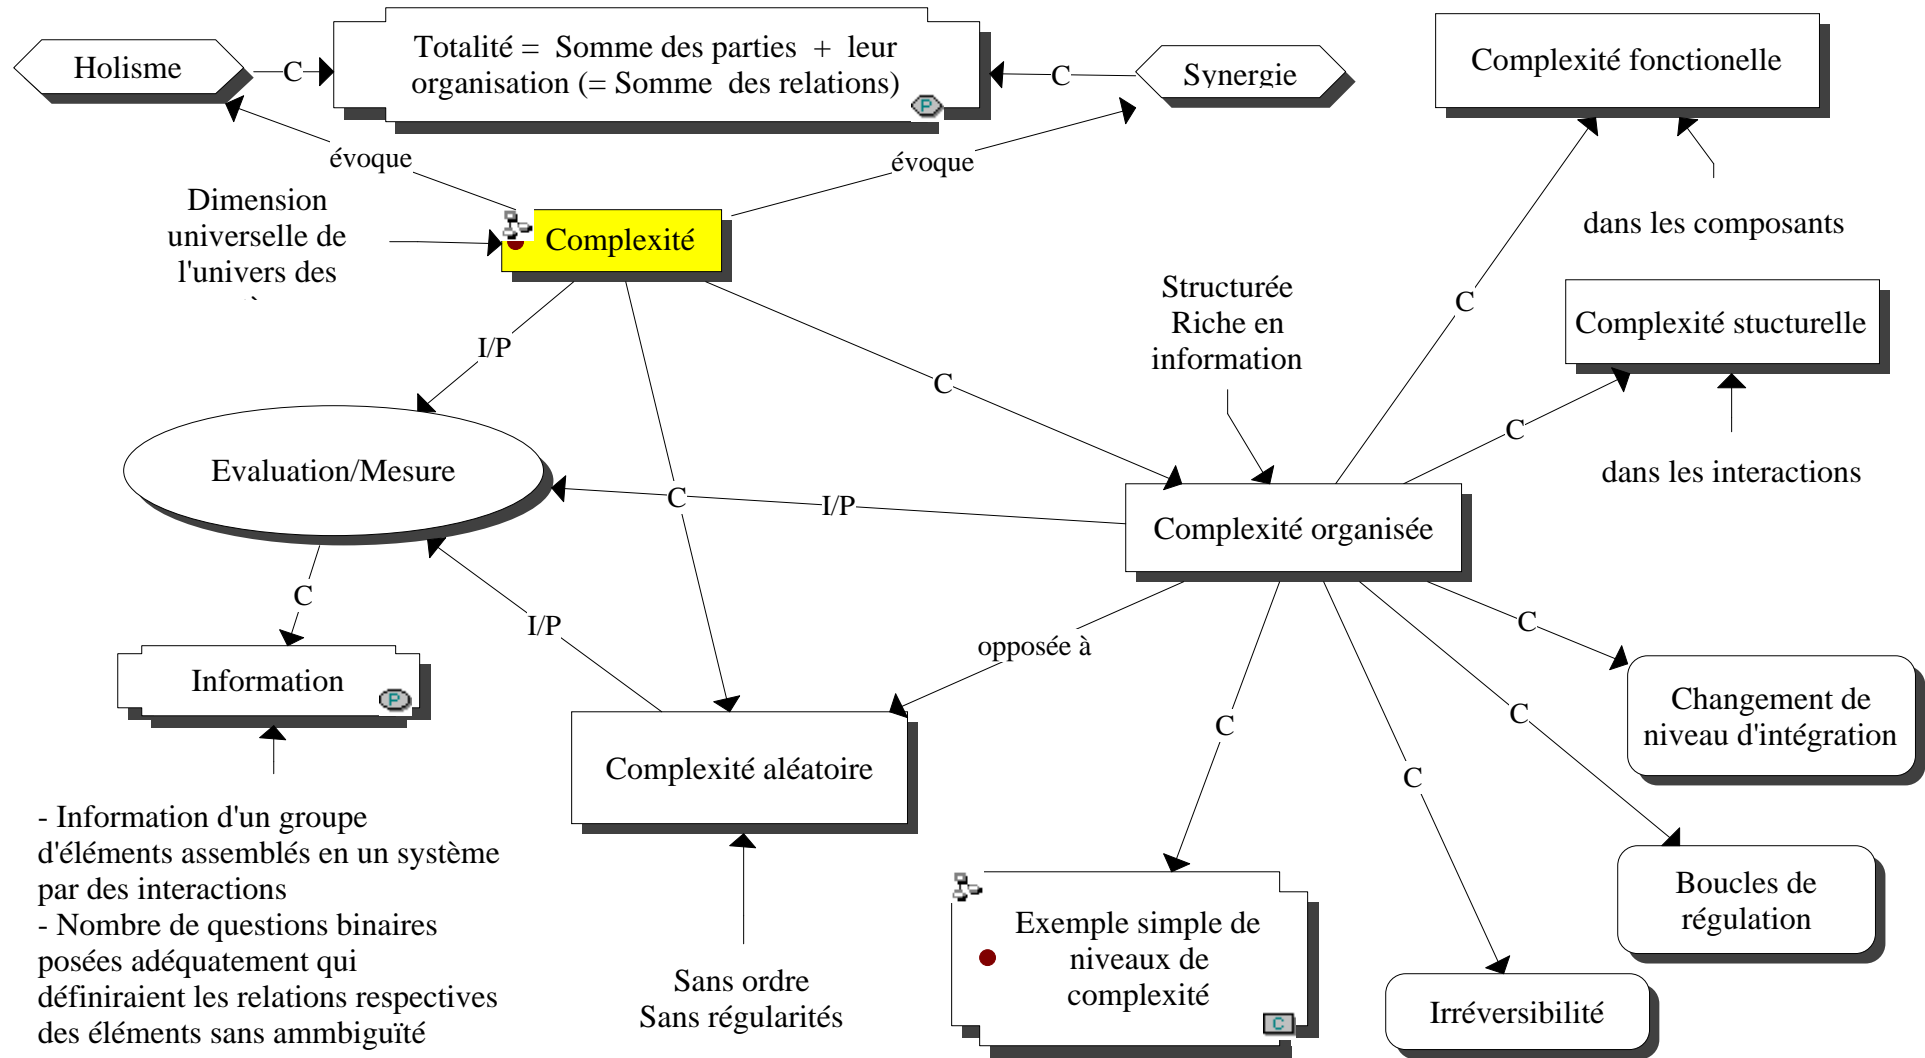 Holisme
C
Totalité = Somme des parties + leur
organisation (= Somme des relations)
P
C
Synergie
Complexité fonctionelle
évoque
évoque
Dimension
universelle de
l'univers des
Complexité
dans les composants
Structurée
Riche en
information
C
Complexité stucturelle
I/P
C
C
dans les interactions
Evaluation/Mesure
C
I/P
Complexité organisée
C
I/P
opposée à
C
Information
P
Changement de
niveau d'intégration
C
C
C
Complexité aléatoire
- Information d'un groupe
d'éléments assemblés en un système
par des interactions
- Nombre de questions binaires
posées adéquatement qui
définiraient les relations respectives
des éléments sans ammbiguïté
Boucles de
régulation
Sans ordre
Sans régularités
Exemple simple de
niveaux de
complexité
C
Irréversibilité